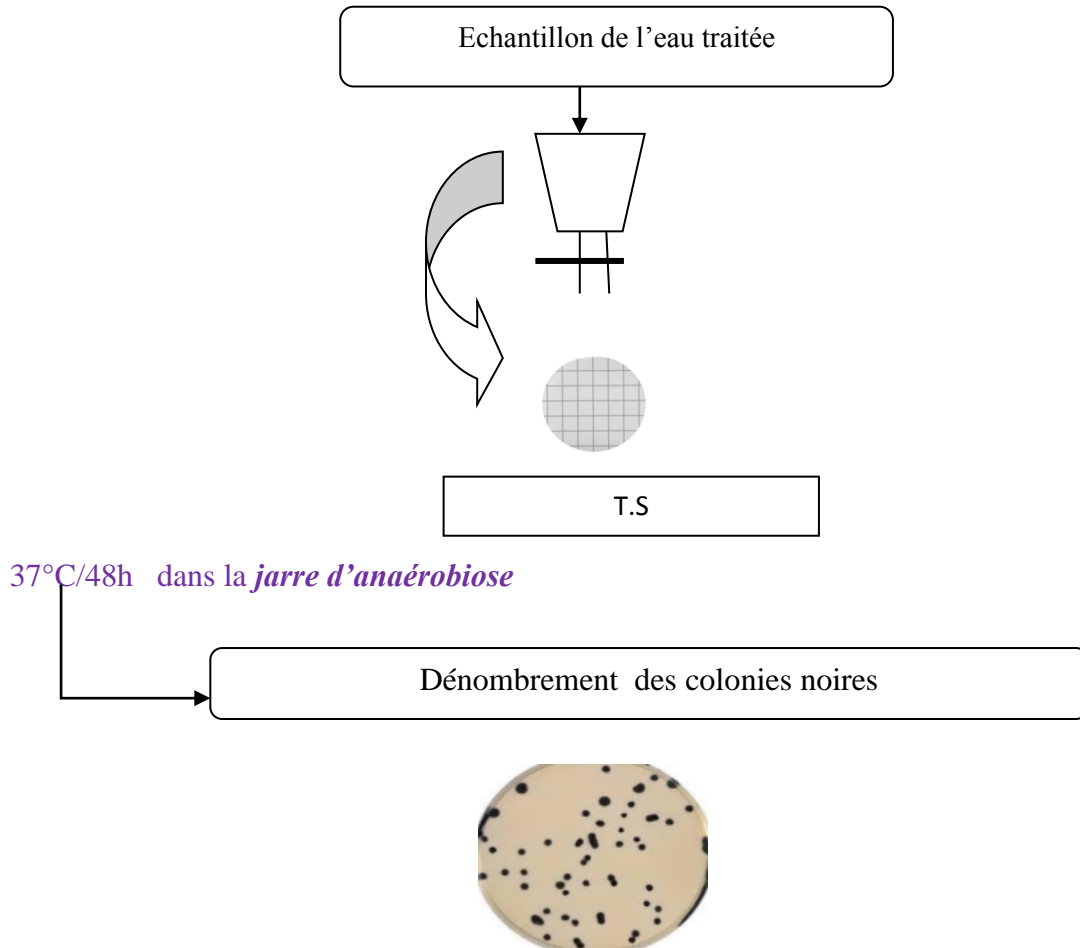 Echantillon de l’eau traitée
T.S
37°C/48h dans la jarre d’anaérobiose
Dénombrement des colonies noires